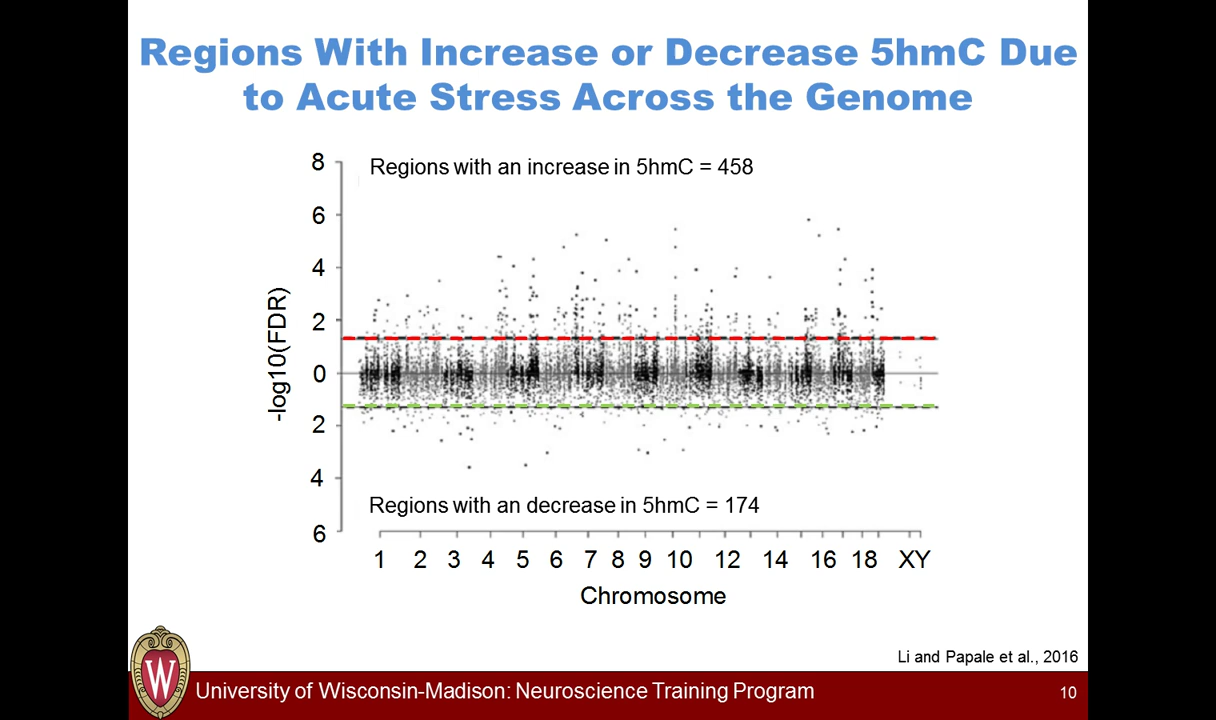 Regions With Increase or Decrease 5hmC Due
to Acute Stress Across the Genome
8
Regions with an increase in 5hmC = 458
6
4
2
0
2
4
6
-log10(FDR)
Regions with an decrease in 5hmC = 174
1 2 3 4 5 6 7 8 9 10 12 14 16 18 XY
Chromosome
Li and Papale et al., 2016
W
University of Wisconsin-Madison: Neuroscience Training Program
10